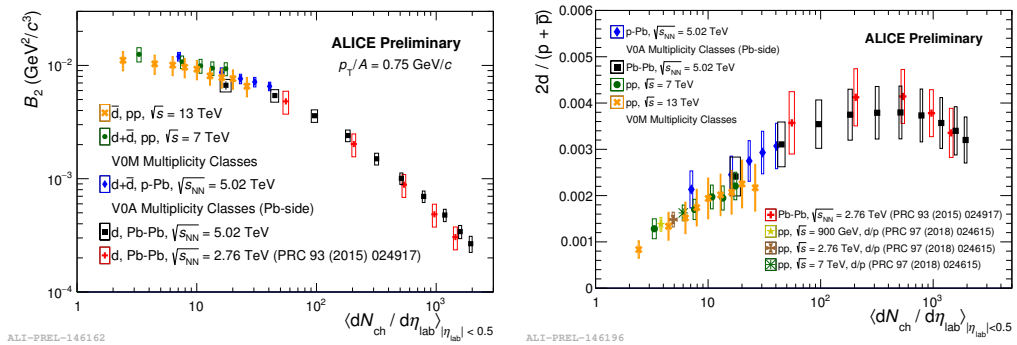 B₂ (GeV²/c³)
10⁻¹
10⁻²
10⁻³
10⁻⁴
ALICE Preliminary
p_T/A = 0.75 GeV/c
d̅, pp, √s = 13 TeV
d+d̅, pp, √s = 7 TeV
V0M Multiplicity Classes
d+d̅, p-Pb, √s_NN = 5.02 TeV
V0A Multiplicity Classes (Pb-side)
d, Pb-Pb, √s_NN = 5.02 TeV
d, Pb-Pb, √s_NN = 2.76 TeV (PRC 93 (2015) 024917)
1 10 10² 10³
⟨dN_ch / dη_lab⟩_|η_lab| < 0.5
ALI-PREL-146162
2d / (p + p̅)
0.006
0.005
0.004
0.003
0.002
0.001
0
p-Pb, √s_NN = 5.02 TeV
V0A Multiplicity Classes (Pb-side)
Pb-Pb, √s_NN = 5.02 TeV
pp, √s = 7 TeV
pp, √s = 13 TeV
V0M Multiplicity Classes
ALICE Preliminary
Pb-Pb, √s_NN = 2.76 TeV (PRC 93 (2015) 024917)
pp, √s = 900 GeV, d/p (PRC 97 (2018) 024615)
pp, √s = 2.76 TeV, d/p (PRC 97 (2018) 024615)
pp, √s = 7 TeV, d/p (PRC 97 (2018) 024615)
1 10 10² 10³
⟨dN_ch / dη_lab⟩_|η_lab|<0.5
ALI-PREL-146196